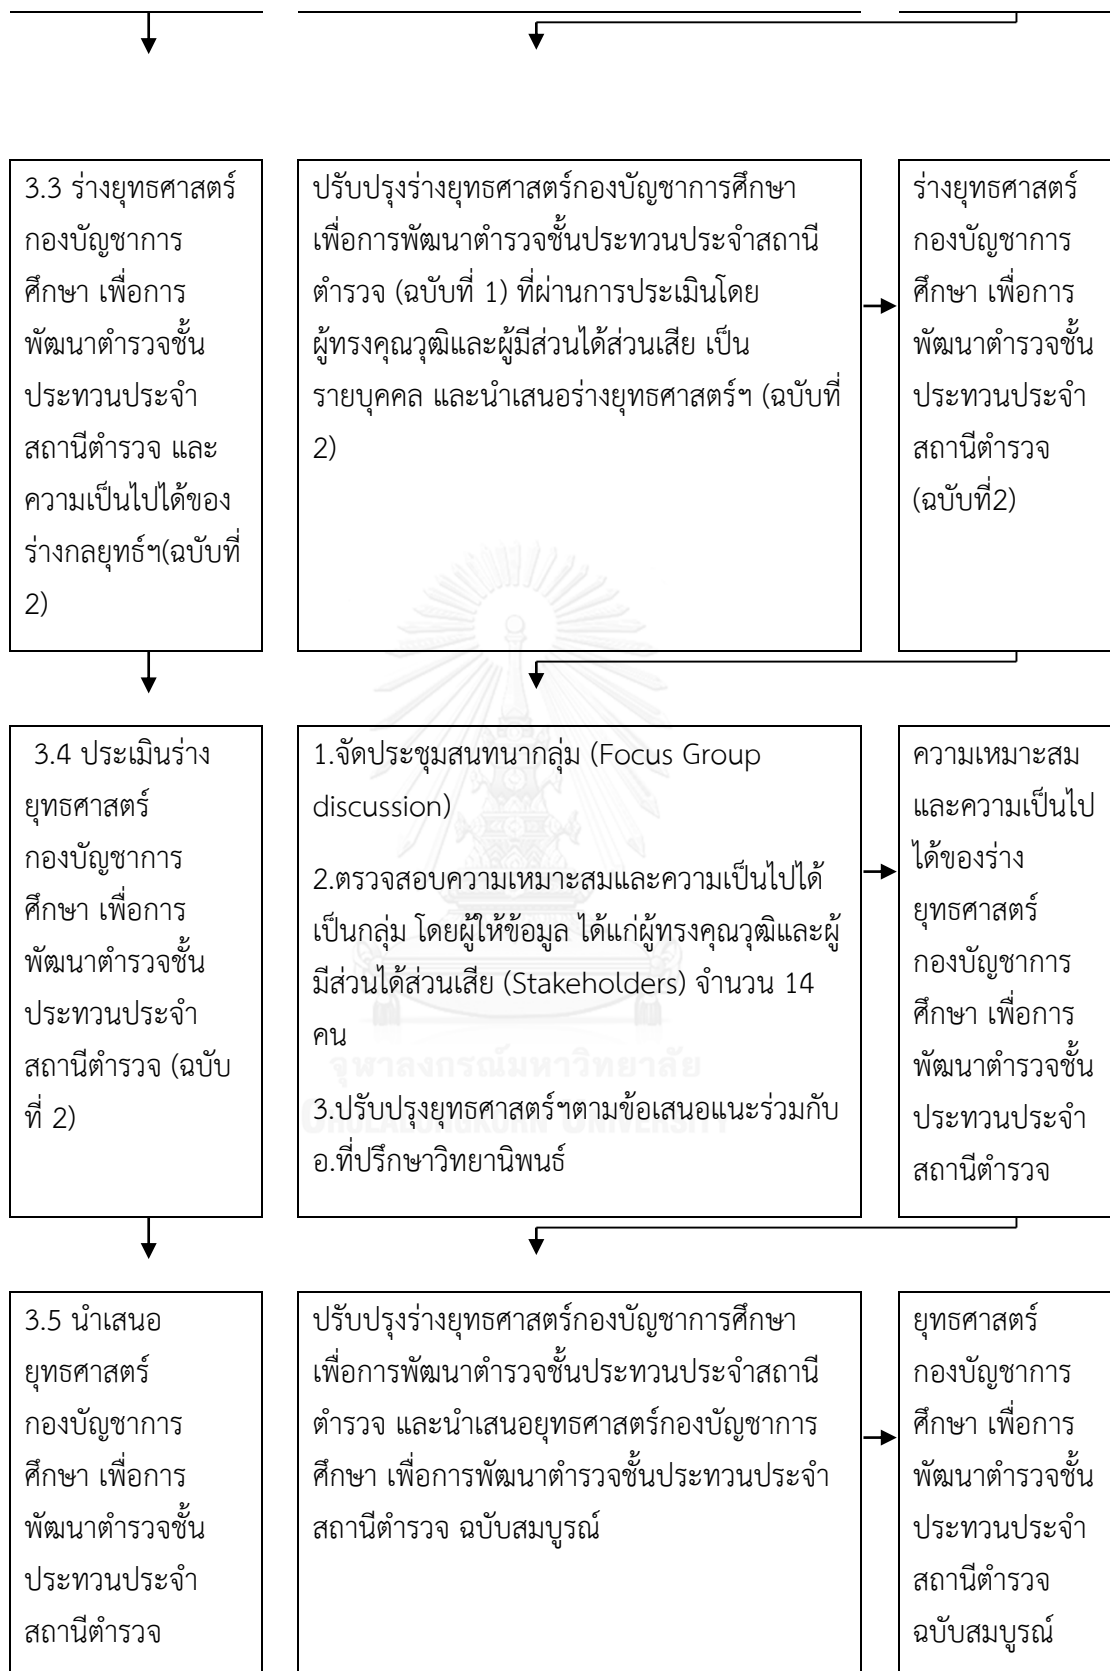 3.3 ร่างยุทธศาสตร์
กองบัญชาการ
ศึกษา เพื่อการ
พัฒนาตำรวจชั้น
ประทวนประจำ
สถานีตำรวจ และ
ความเป็นไปได้ของ
ร่างกลยุทธ์ฯ(ฉบับที่
2)
ปรับปรุงร่างยุทธศาสตร์กองบัญชาการศึกษา
เพื่อการพัฒนาตำรวจชั้นประทวนประจำสถานี
ตำรวจ (ฉบับที่ 1) ที่ผ่านการประเมินโดย
ผู้ทรงคุณวุฒิและผู้มีส่วนได้ส่วนเสีย เป็น
รายบุคคล และนำเสนอร่างยุทธศาสตร์ฯ (ฉบับที่
2)
ร่างยุทธศาสตร์
กองบัญชาการ
ศึกษา เพื่อการ
พัฒนาตำรวจชั้น
ประทวนประจำ
สถานีตำรวจ
(ฉบับที่2)
3.4 ประเมินร่าง
ยุทธศาสตร์
กองบัญชาการ
ศึกษา เพื่อการ
พัฒนาตำรวจชั้น
ประทวนประจำ
สถานีตำรวจ (ฉบับ
ที่ 2)
1.จัดประชุมสนทนากลุ่ม (Focus Group
discussion)
2.ตรวจสอบความเหมาะสมและความเป็นไปได้
เป็นกลุ่ม โดยผู้ให้ข้อมูล ได้แก่ผู้ทรงคุณวุฒิและผู้
มีส่วนได้ส่วนเสีย (Stakeholders) จำนวน 14
คน
จุฬาลงกรณ์มหาวิทยาลัย
3.ปรับปรุงยุทธศาสตร์ฯตามข้อเสนอแนะร่วมกับ
CHULALONGKORN UNIVERSITY
อ.ที่ปรึกษาวิทยานิพนธ์
ความเหมาะสม
และความเป็นไป
ได้ของร่าง
ยุทธศาสตร์
กองบัญชาการ
ศึกษา เพื่อการ
พัฒนาตำรวจชั้น
ประทวนประจำ
สถานีตำรวจ
3.5 นำเสนอ
ยุทธศาสตร์
กองบัญชาการ
ศึกษา เพื่อการ
พัฒนาตำรวจชั้น
ประทวนประจำ
สถานีตำรวจ
ปรับปรุงร่างยุทธศาสตร์กองบัญชาการศึกษา
เพื่อการพัฒนาตำรวจชั้นประทวนประจำสถานี
ตำรวจ และนำเสนอยุทธศาสตร์กองบัญชาการ
ศึกษา เพื่อการพัฒนาตำรวจชั้นประทวนประจำ
สถานีตำรวจ ฉบับสมบูรณ์
ยุทธศาสตร์
กองบัญชาการ
ศึกษา เพื่อการ
พัฒนาตำรวจชั้น
ประทวนประจำ
สถานีตำรวจ
ฉบับสมบูรณ์